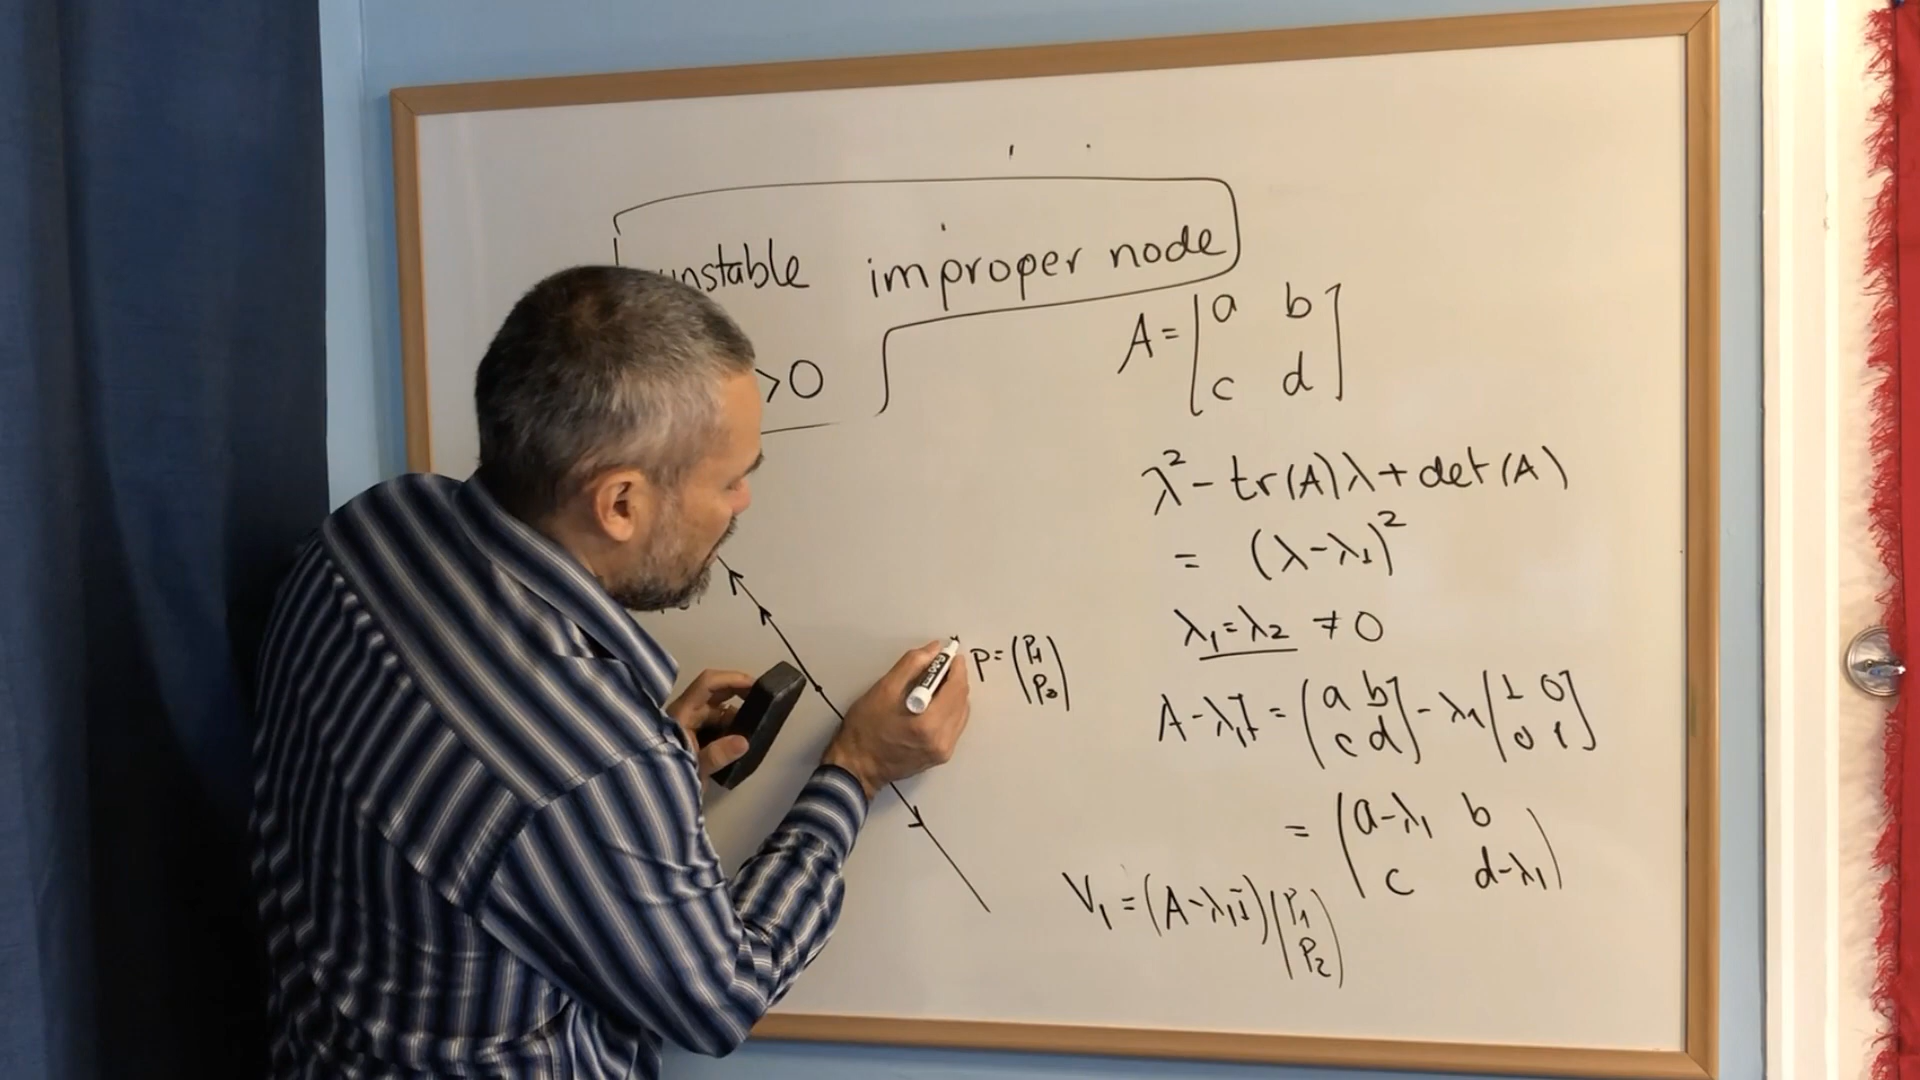 unstable improper node
>0
A = [a b
c d]
λ² - tr(A)λ + det(A)
= (λ-λ₁)²
λ₁=λ₂ ≠ 0
P = (P₁
P₂)
A - λ₁I = (a b
c d) - λ₁(1 0
0 1)
= (a-λ₁ b
c d-λ₁)
V₁ = (A-λ₁I)(P₁
P₂)